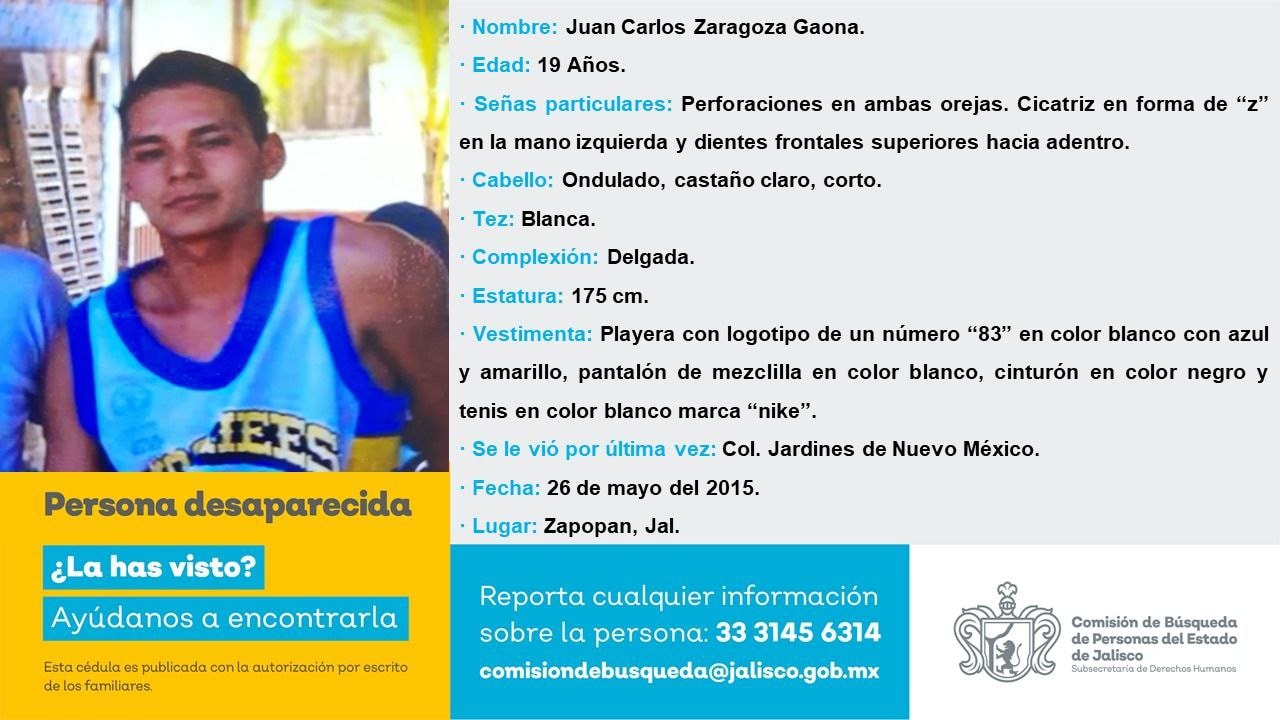 · Nombre: Juan Carlos Zaragoza Gaona.
· Edad: 19 Años.
· Señas particulares: Perforaciones en ambas orejas. Cicatriz en forma de “z”
en la mano izquierda y dientes frontales superiores hacia adentro.
· Cabello: Ondulado, castaño claro, corto.
· Tez: Blanca.
· Complexión: Delgada.
· Estatura: 175 cm.
· Vestimenta: Playera con logotipo de un número “83” en color blanco con azul
y amarillo, pantalón de mezclilla en color blanco, cinturón en color negro y
tenis en color blanco marca “nike”.
· Se le vió por última vez: Col. Jardines de Nuevo México.
· Fecha: 26 de mayo del 2015.
· Lugar: Zapopan, Jal.
Persona desaparecida
¿La has visto?
Ayúdanos a encontrarla
Esta cédula es publicada con la autorización por escrito
de los familiares.
Reporta cualquier información
sobre la persona: 33 3145 6314
comisiondebusqueda@jalisco.gob.mx
Comisión de Búsqueda
de Personas del Estado
de Jalisco
Subsecretaría de Derechos Humanos